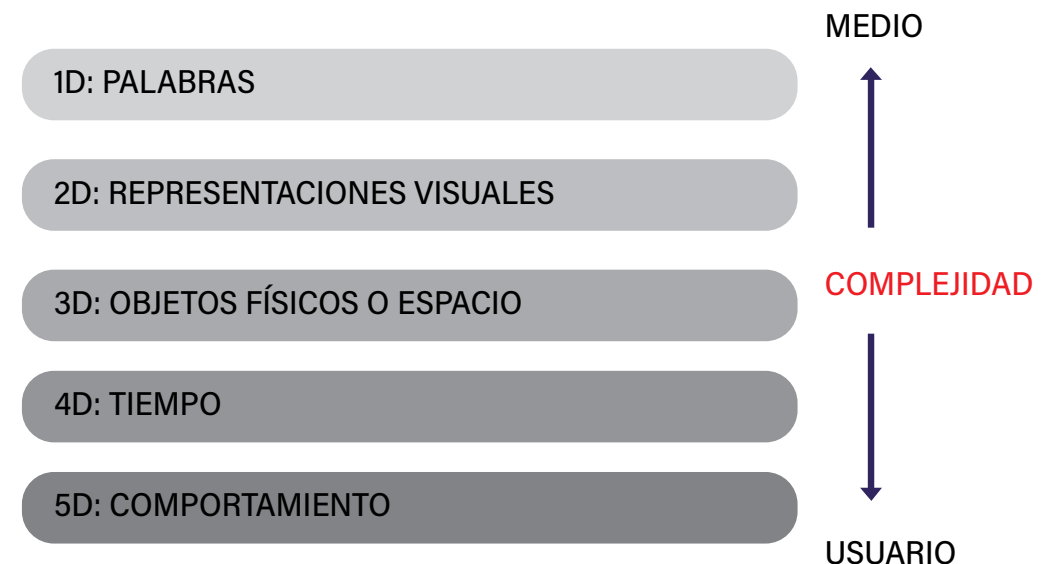 MEDIO
1D: PALABRAS
2D: REPRESENTACIONES VISUALES
COMPLEJIDAD
3D: OBJETOS FÍSICOS O ESPACIO
4D: TIEMPO
5D: COMPORTAMIENTO
USUARIO